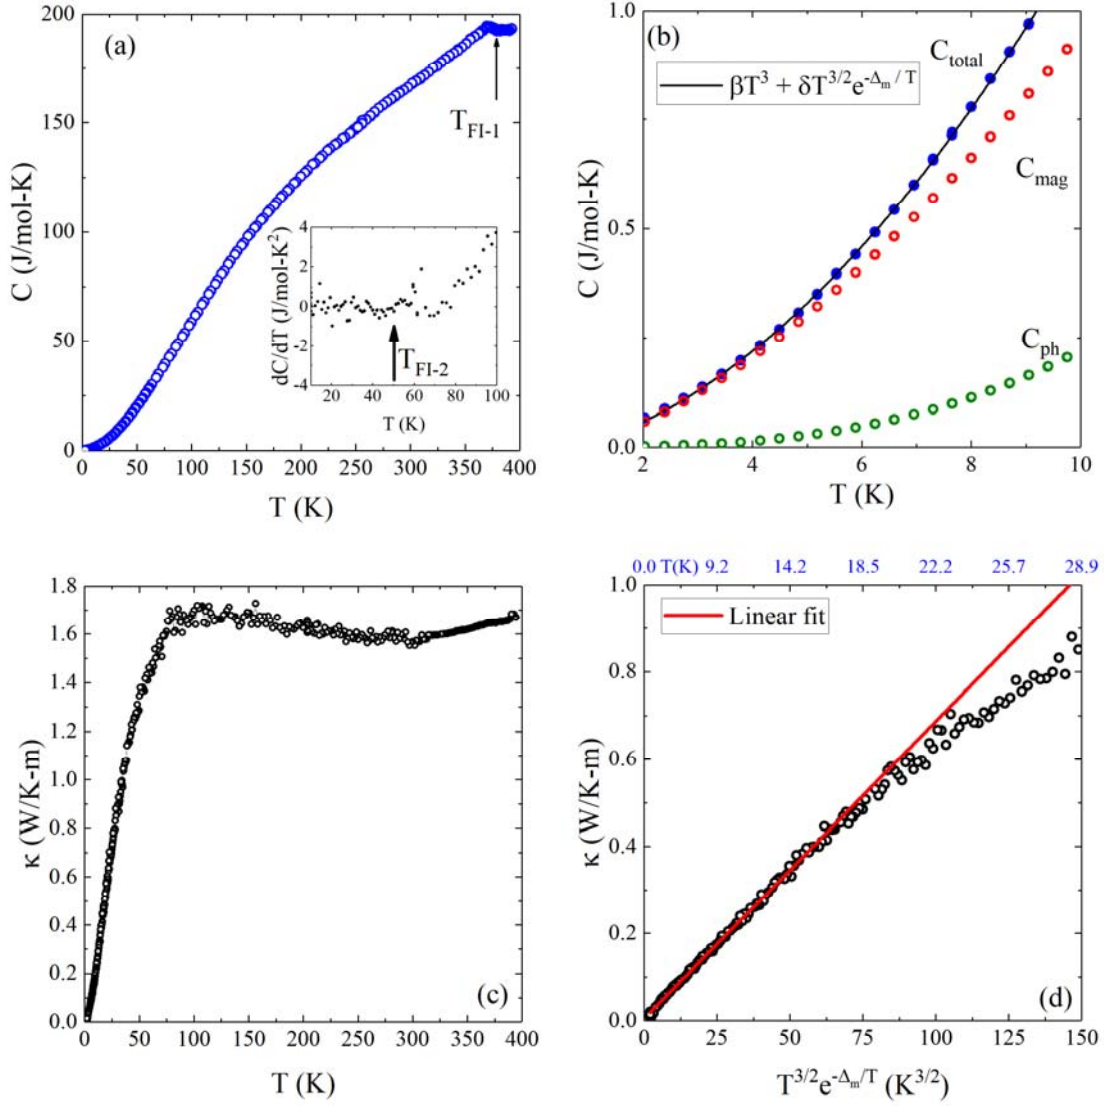 (a)
200
150
100
50
0
C (J/mol-K)
0 50 100 150 200 250 300 350 400
T (K)
T_FI-1
4
2
0
-2
-4
dC/dT (J/mol-K²)
20 40 60 80 100
T (K)
T_FI-2
(b)
1.0
0.5
0.0
C (J/mol-K)
2 4 6 8 10
T (K)
βT³ + δT^3/2 e^-Δ_m / T
C_total
C_mag
C_ph
1.8
1.6
1.4
1.2
1.0
0.8
0.6
0.4
0.2
0.0
κ (W/K-m)
0 50 100 150 200 250 300 350 400
T (K)
(c)
0.0 T(K) 9.2 14.2 18.5 22.2 25.7 28.9
1.0
0.8
0.6
0.4
0.2
0.0
κ (W/K-m)
Linear fit
(d)
0 25 50 75 100 125 150
T^3/2 e^-Δ_m/T (K^3/2)